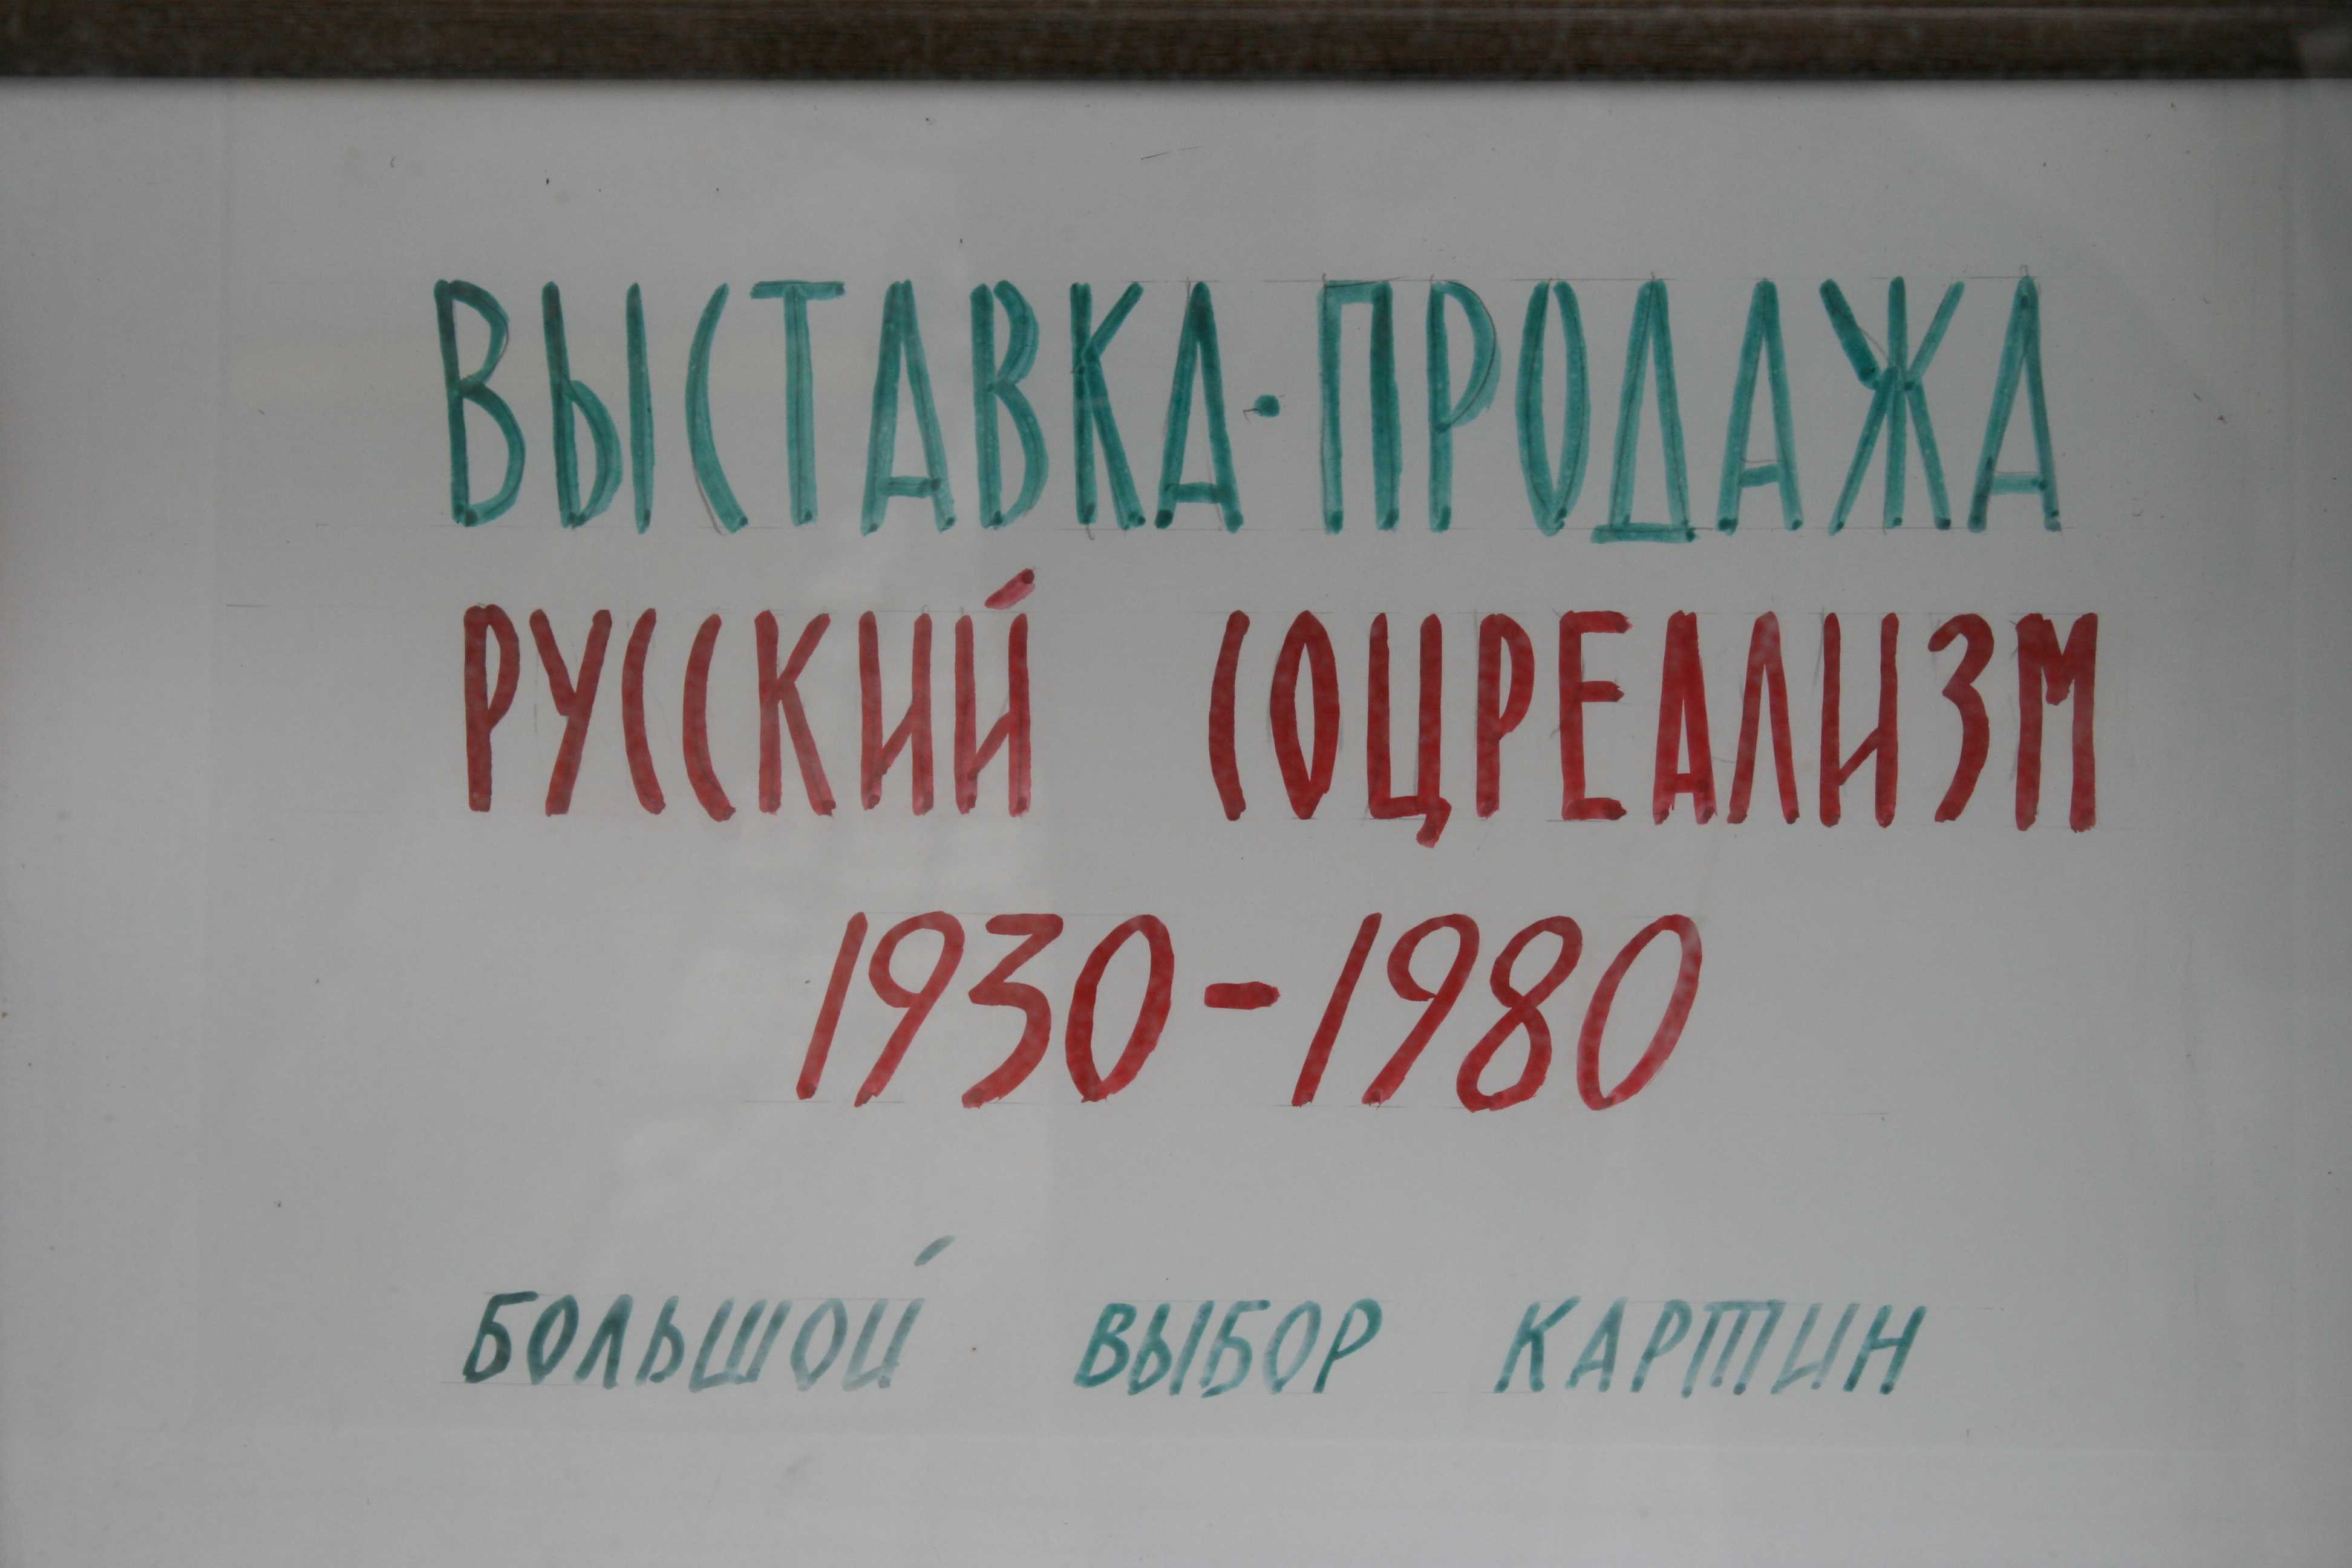 ВЫСТАВКА·ПРОДАЖА
РУССКИЙ СОЦРЕАЛИЗМ
1930-1980
БОЛЬШОЙ ВЫБОР КАРТИН